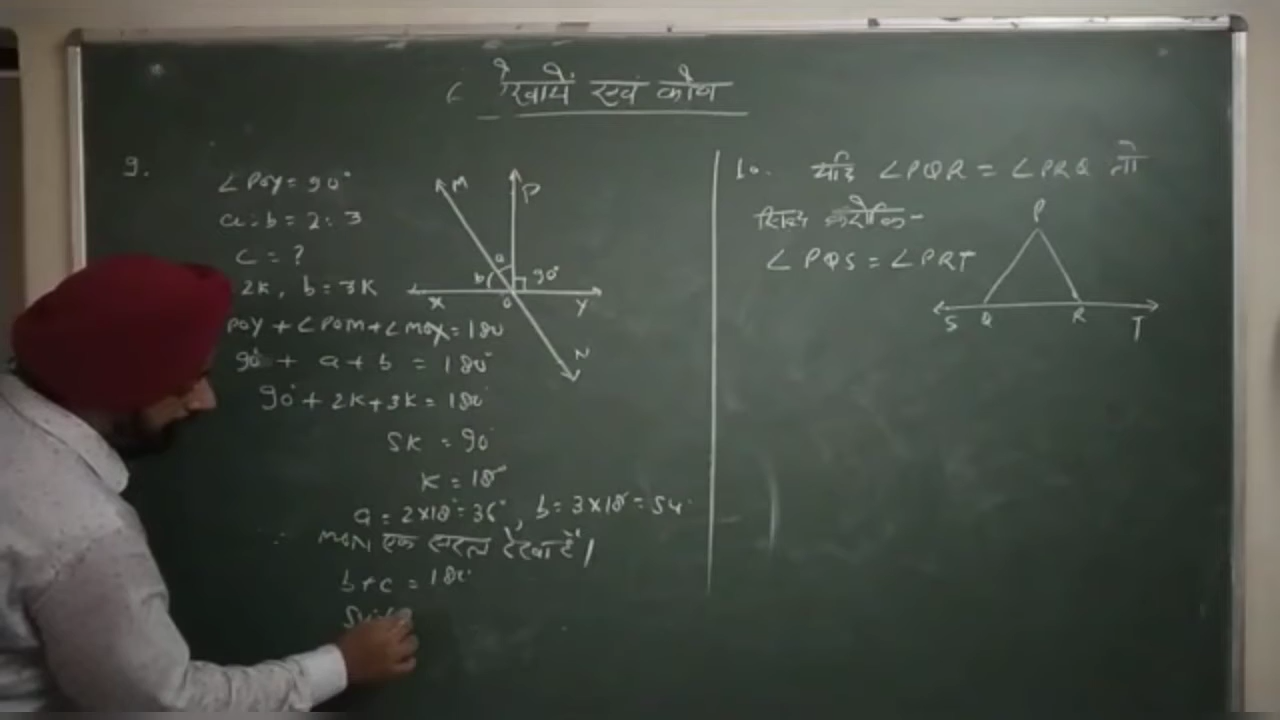 रेखायें एवं कोण
9.
∠POY = 90°
a:b = 2:3
c = ?
2K, b = 3K
POY + ∠POM + ∠MOX = 180
90° + a + b = 180°
90° + 2K + 3K = 180°
5K = 90°
K = 18°
a = 2×18° = 36°, b = 3×18° = 54°
∴ MON एक सरल रेखा है।
b + c = 180°
M
P
a
b
90°
X
O
Y
N
10. यदि ∠PQR = ∠PRQ तो
सिद्ध करो कि-
∠PQS = ∠PRT
P
S Q R T